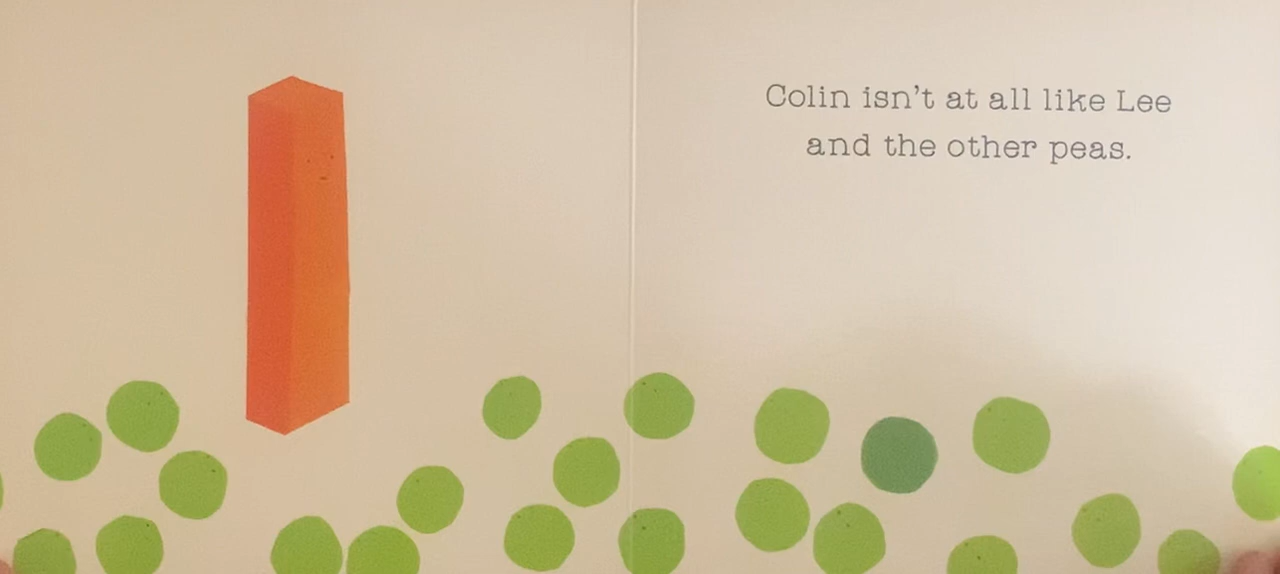 Colin isn't at all like Lee
and the other peas.